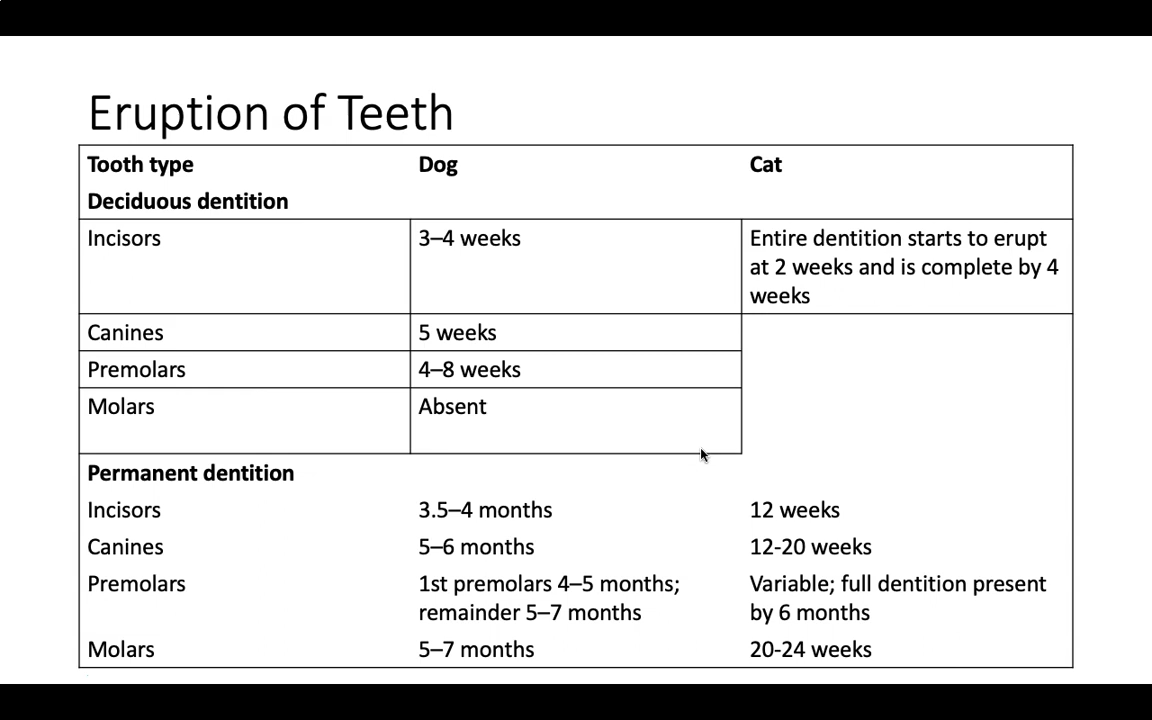 Eruption of Teeth
Tooth type Dog Cat
Deciduous dentition
Incisors 3–4 weeks Entire dentition starts to erupt
at 2 weeks and is complete by 4
weeks
Canines 5 weeks
Premolars 4–8 weeks
Molars Absent
Permanent dentition
Incisors 3.5–4 months 12 weeks
Canines 5–6 months 12-20 weeks
Premolars 1st premolars 4–5 months; Variable; full dentition present
remainder 5–7 months by 6 months
Molars 5–7 months 20-24 weeks